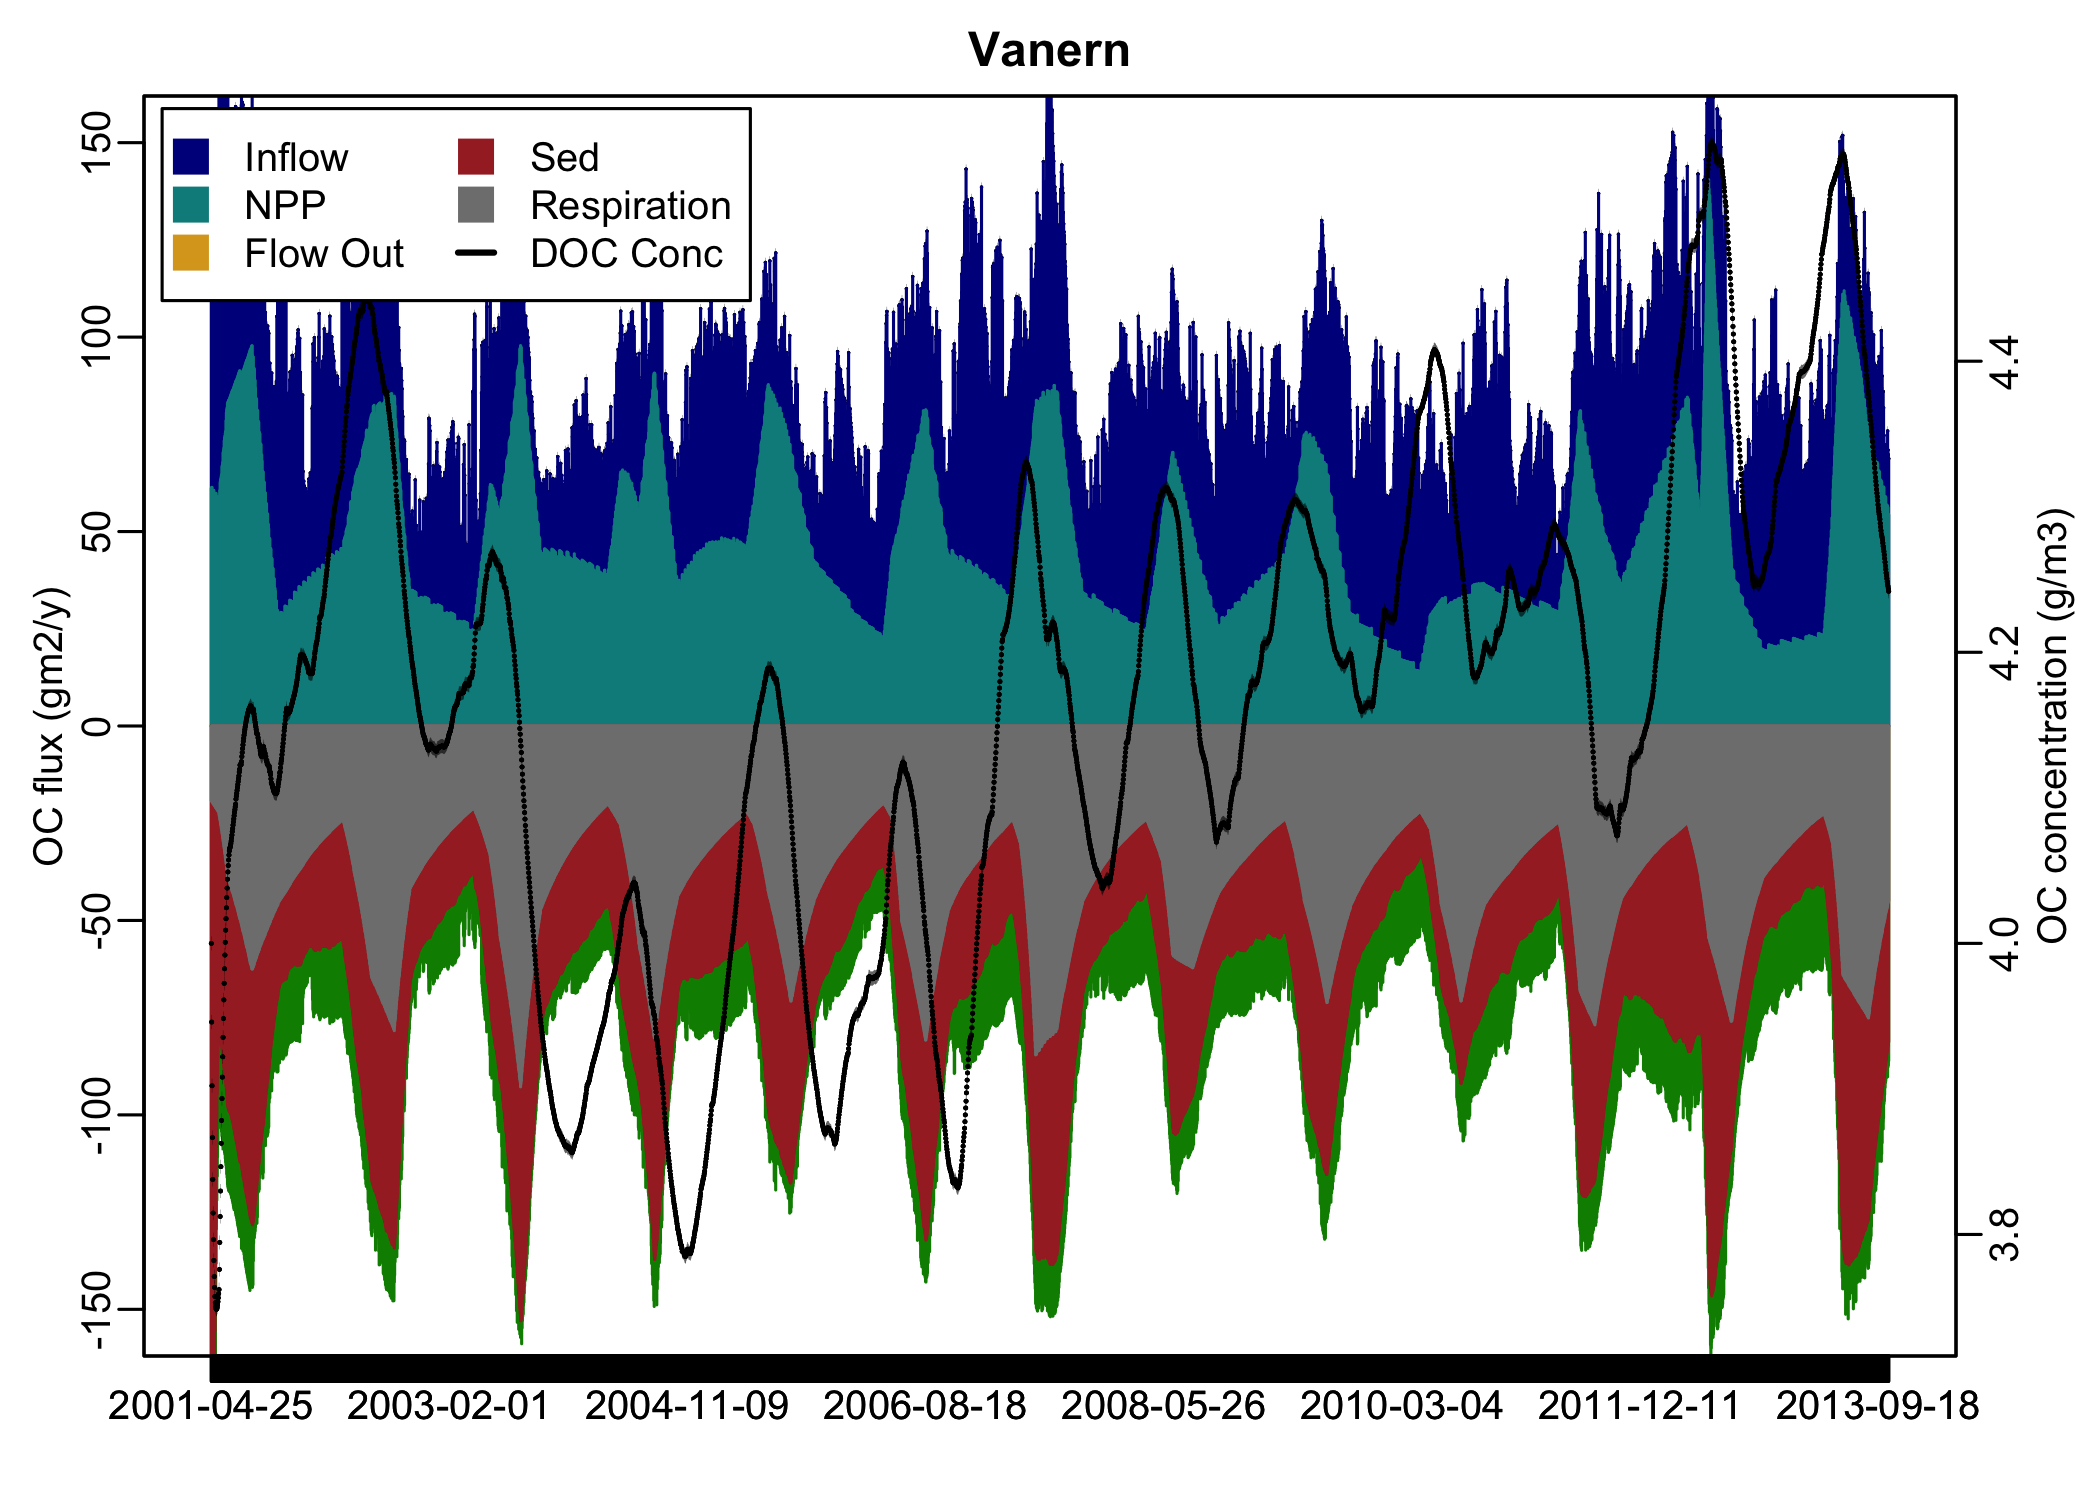 Vanern
Inflow
NPP
Flow Out
Sed
Respiration
DOC Conc
OC flux (gm2/y)
150
100
50
0
-50
-100
-150
OC concentration (g/m3)
4.4
4.2
4.0
3.8
2001-04-25 2003-02-01 2004-11-09 2006-08-18 2008-05-26 2010-03-04 2011-12-11 2013-09-18